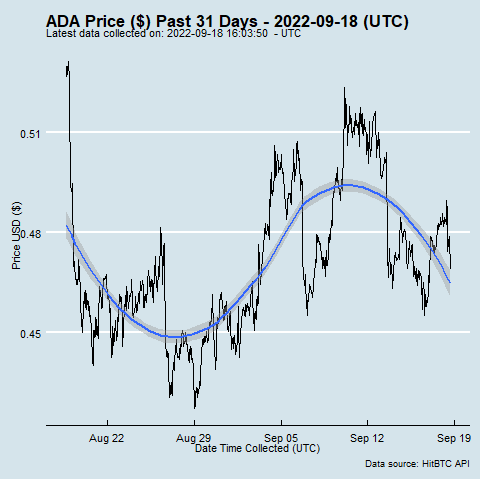 ADA Price ($) Past 31 Days - 2022-09-18 (UTC)
Latest data collected on: 2022-09-18 16:03:50 - UTC
Price USD ($)
0.51
0.48
0.45
Aug 22
Aug 29
Sep 05
Sep 12
Sep 19
Date Time Collected (UTC)
Data source: HitBTC API